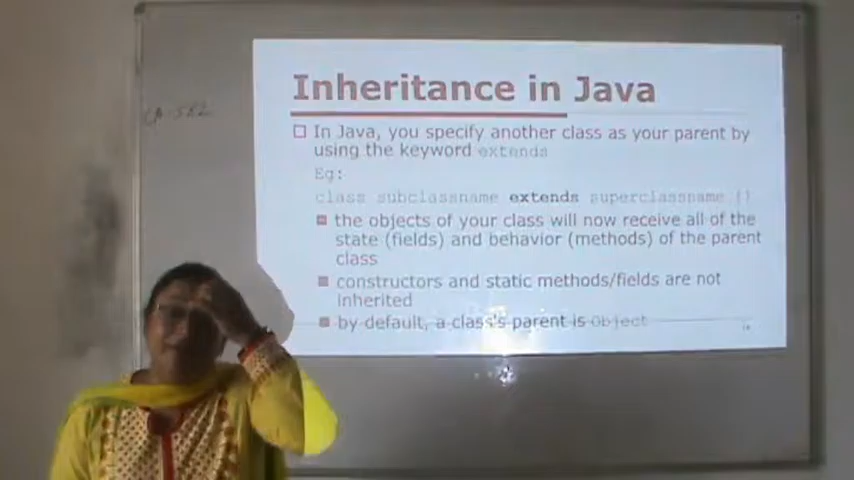 Inheritance in Java
In Java, you specify another class as your parent by
using the keyword extends
Eg:
class subclassname extends superclassname {}
the objects of your class will now receive all of the
state (fields) and behavior (methods) of the parent
class
constructors and static methods/fields are not
inherited
by default, a class's parent is Object